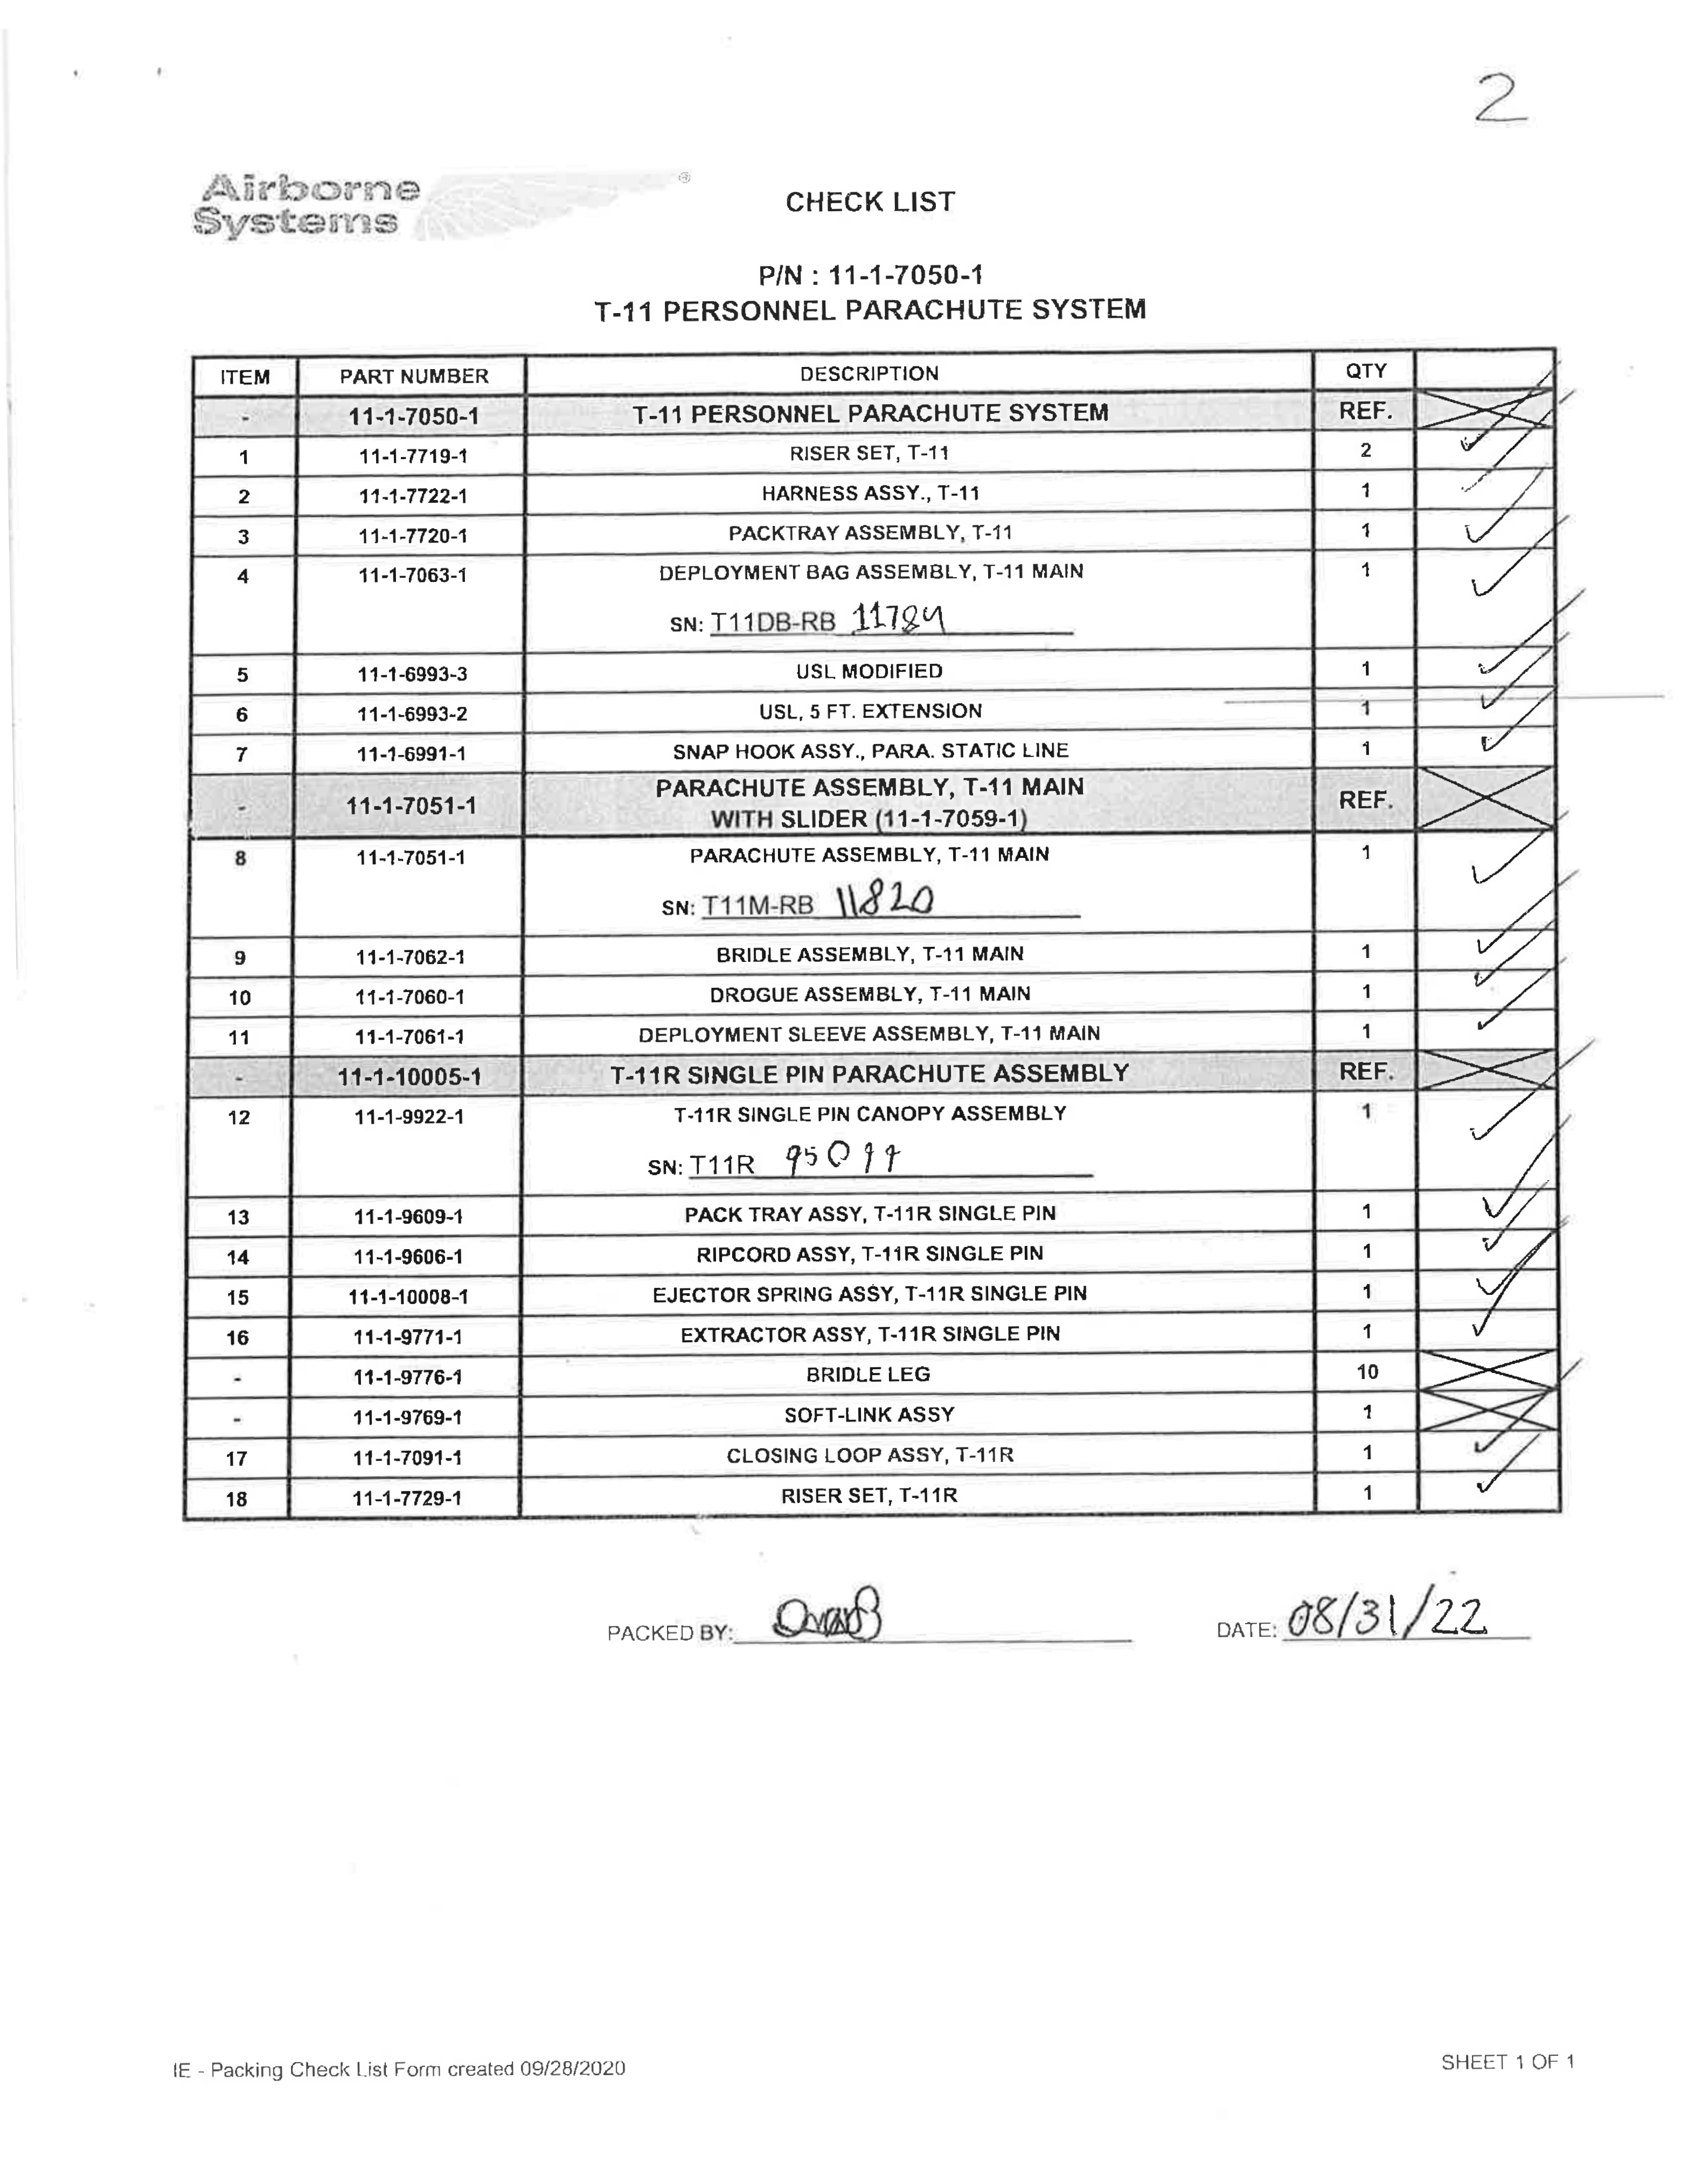 2
Airborne
Systems ®
CHECK LIST
P/N : 11-1-7050-1
T-11 PERSONNEL PARACHUTE SYSTEM
ITEM PART NUMBER DESCRIPTION QTY
- 11-1-7050-1 T-11 PERSONNEL PARACHUTE SYSTEM REF.
1 11-1-7719-1 RISER SET, T-11 2 ✓
2 11-1-7722-1 HARNESS ASSY., T-11 1 ✓
3 11-1-7720-1 PACKTRAY ASSEMBLY, T-11 1 ✓
4 11-1-7063-1 DEPLOYMENT BAG ASSEMBLY, T-11 MAIN 1 ✓
SN: T11DB-RB 11784
5 11-1-6993-3 USL MODIFIED 1 ✓
6 11-1-6993-2 USL, 5 FT. EXTENSION 1 ✓
7 11-1-6991-1 SNAP HOOK ASSY., PARA. STATIC LINE 1 ✓
- 11-1-7051-1 PARACHUTE ASSEMBLY, T-11 MAIN REF.
WITH SLIDER (11-1-7059-1)
8 11-1-7051-1 PARACHUTE ASSEMBLY, T-11 MAIN 1 ✓
SN: T11M-RB 11820
9 11-1-7062-1 BRIDLE ASSEMBLY, T-11 MAIN 1 ✓
10 11-1-7060-1 DROGUE ASSEMBLY, T-11 MAIN 1 ✓
11 11-1-7061-1 DEPLOYMENT SLEEVE ASSEMBLY, T-11 MAIN 1 ✓
- 11-1-10005-1 T-11R SINGLE PIN PARACHUTE ASSEMBLY REF.
12 11-1-9922-1 T-11R SINGLE PIN CANOPY ASSEMBLY 1 ✓
SN: T11R
13 11-1-9609-1 PACK TRAY ASSY, T-11R SINGLE PIN 1 ✓
14 11-1-9606-1 RIPCORD ASSY, T-11R SINGLE PIN 1 ✓
15 11-1-10008-1 EJECTOR SPRING ASSY, T-11R SINGLE PIN 1 ✓
16 11-1-9771-1 EXTRACTOR ASSY, T-11R SINGLE PIN 1 ✓
- 11-1-9776-1 BRIDLE LEG 10
- 11-1-9769-1 SOFT-LINK ASSY 1
17 11-1-7091-1 CLOSING LOOP ASSY, T-11R 1 ✓
18 11-1-7729-1 RISER SET, T-11R 1 ✓
PACKED BY: DATE: 08/31/22
IE - Packing Check List Form created 09/28/2020 SHEET 1 OF 1